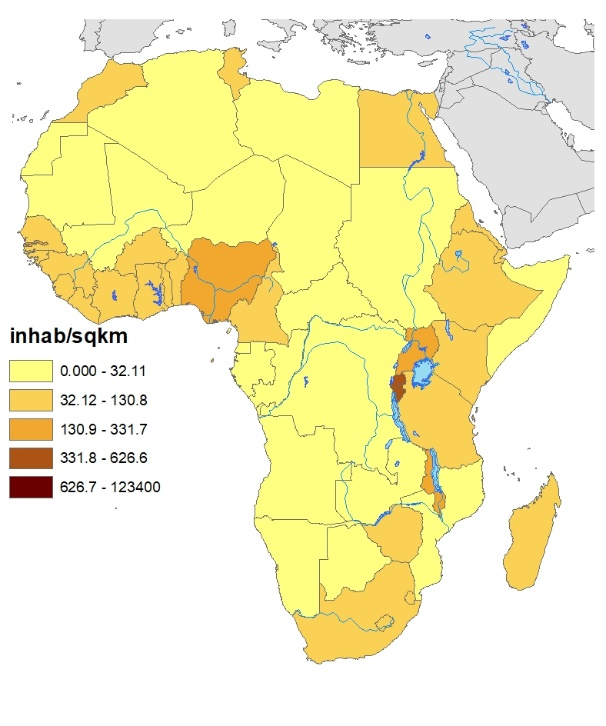 inhab/sqkm
0.000 - 32.11
32.12 - 130.8
130.9 - 331.7
331.8 - 626.6
626.7 - 123400